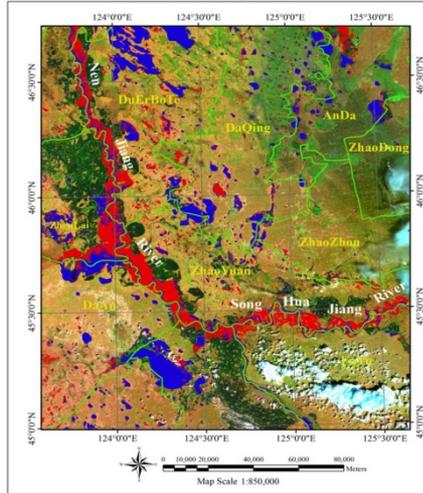 124°0'0"E 124°30'0"E 125°0'0"E 125°30'0"E
46°30'0"N
46°0'0"N
45°30'0"N
45°0'0"N
46°30'0"N
46°0'0"N
45°30'0"N
45°0'0"N
Nen
Jiang
River
DuErBoTe
DaQing
AnDa
ZhaoDong
ZhaoZhou
ZhaoYuan
Song Hua Jiang River
124°0'0"E 124°30'0"E 125°0'0"E 125°30'0"E
0 10,000 20,000 40,000 60,000 80,000
Meters
Map Scale 1:850,000